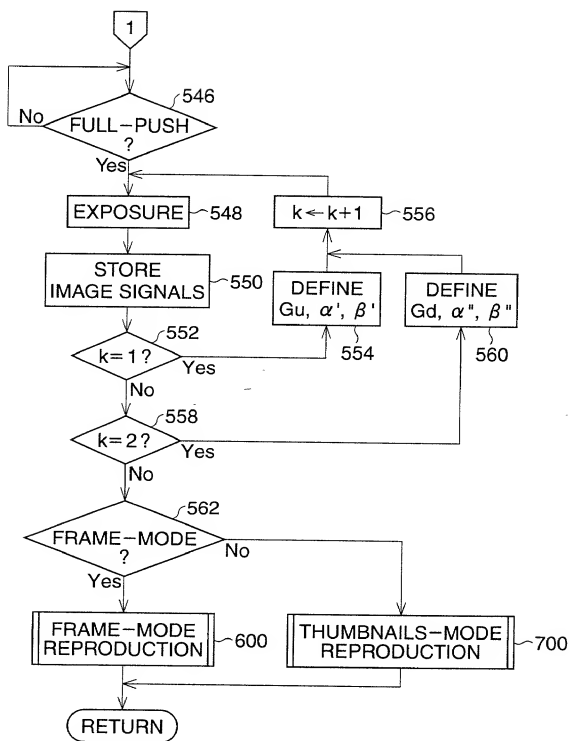 1
546
No
FULL-PUSH
?
Yes
EXPOSURE
548
k←k+1
556
STORE
IMAGE SIGNALS
550
DEFINE
Gu, α', β'
554
DEFINE
Gd, α", β"
560
552
k=1?
Yes
No
558
k=2?
Yes
No
562
FRAME-MODE
?
No
Yes
FRAME-MODE
REPRODUCTION
600
THUMBNAILS-MODE
REPRODUCTION
700
RETURN